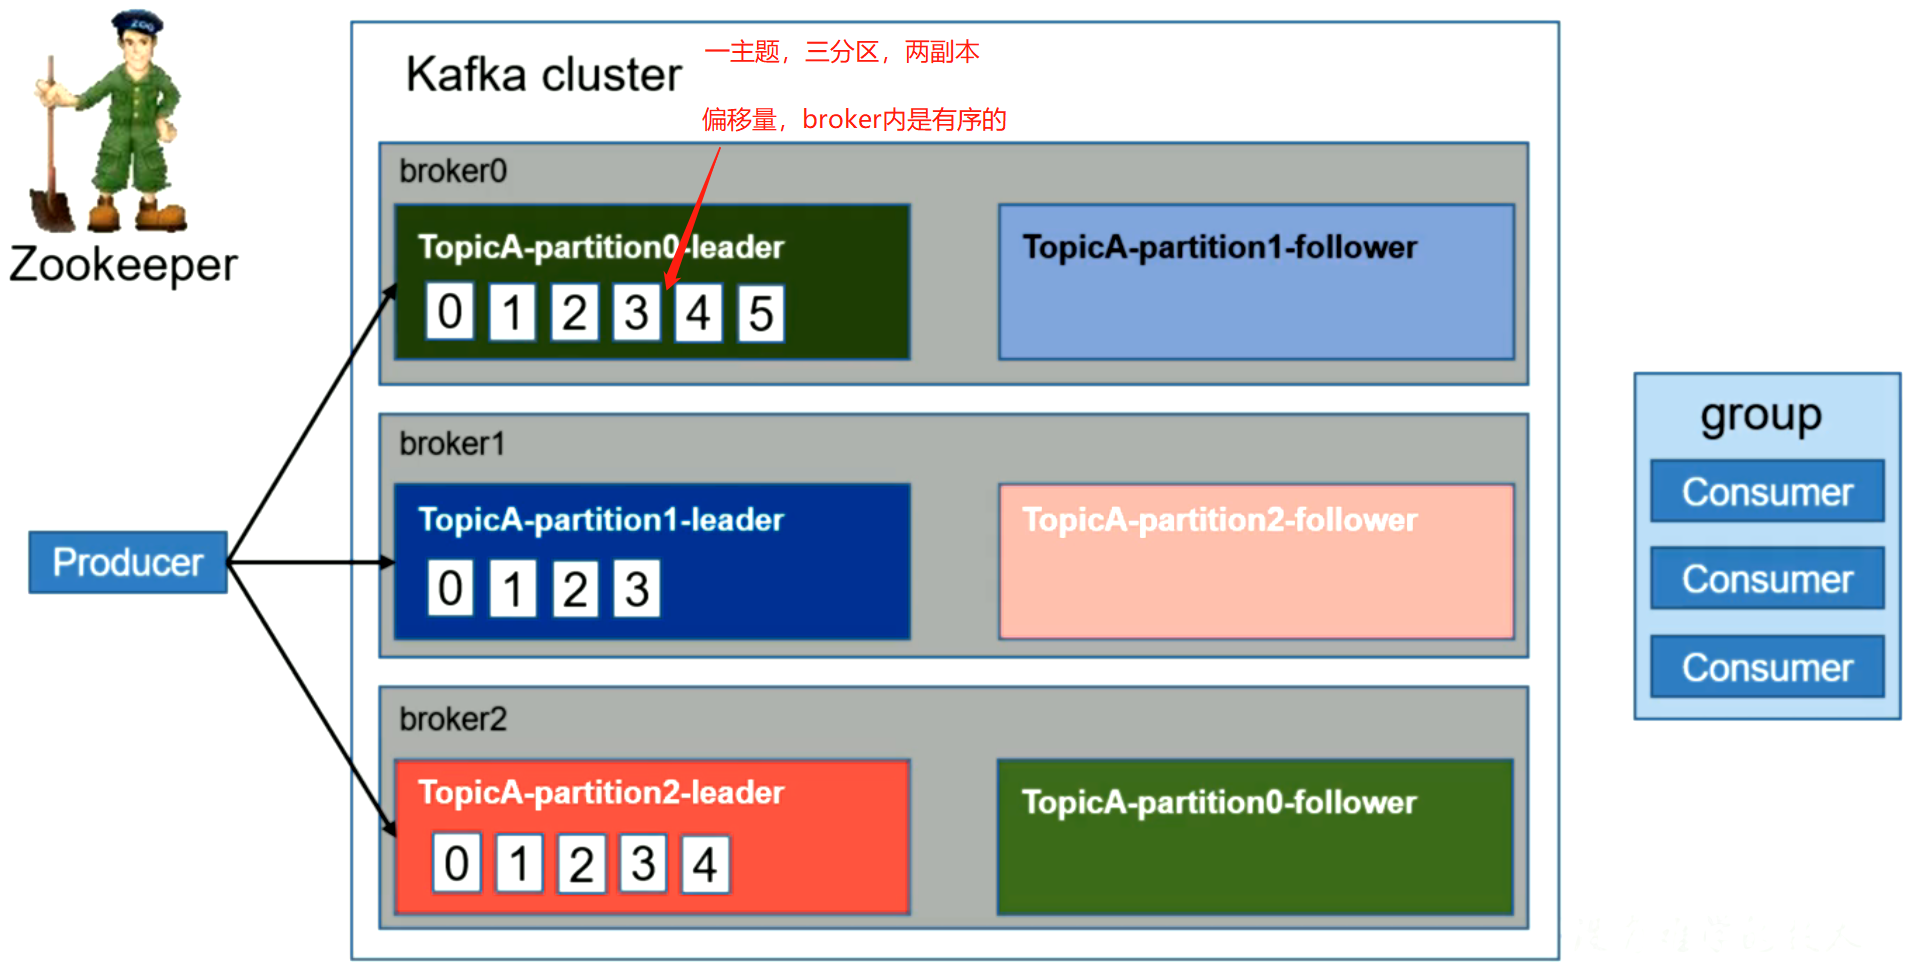 ZOO
Zookeeper
Kafka cluster
一主题，三分区，两副本
偏移量，broker内是有序的
broker0
TopicA-partition0-leader
0 1 2 3 4 5
TopicA-partition1-follower
broker1
TopicA-partition1-leader
0 1 2 3
TopicA-partition2-follower
broker2
TopicA-partition2-leader
0 1 2 3 4
TopicA-partition0-follower
Producer
group
Consumer
Consumer
Consumer